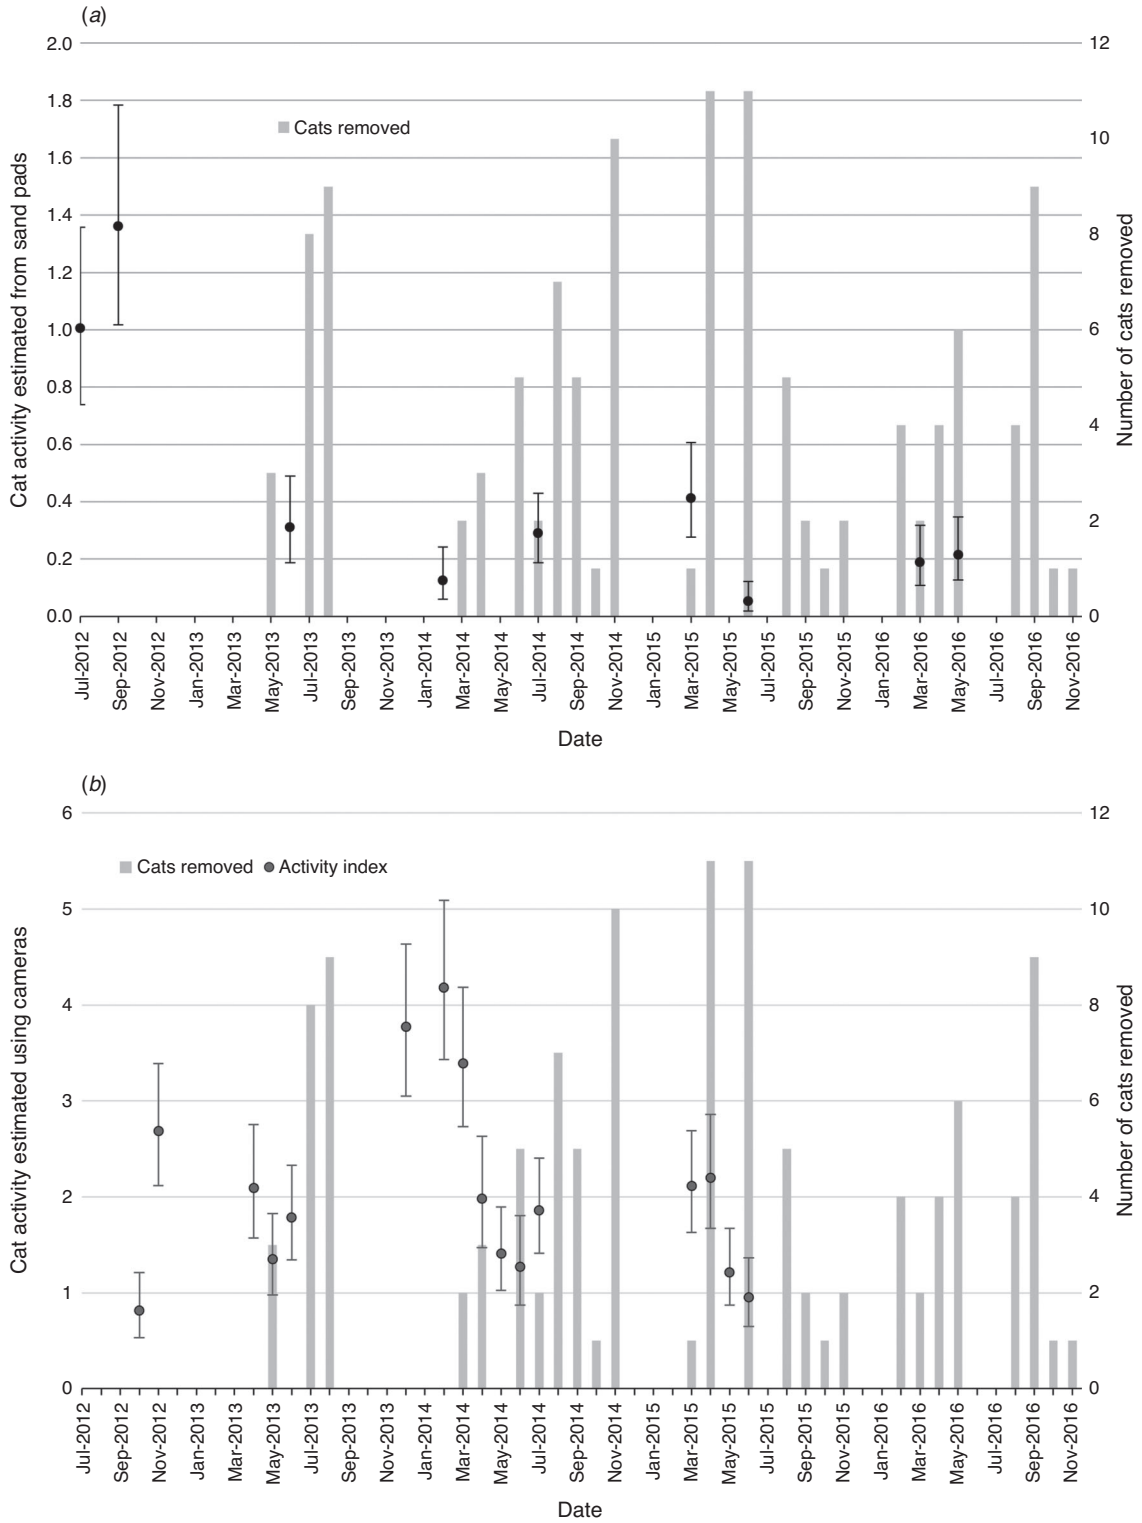 (a)
2.0
1.8
1.6
1.4
1.2
1.0
0.8
0.6
0.4
0.2
0.0
Cat activity estimated from sand pads
Cats removed
12
10
8
6
4
2
0
Number of cats removed
Jul-2012
Sep-2012
Nov-2012
Jan-2013
Mar-2013
May-2013
Jul-2013
Sep-2013
Nov-2013
Jan-2014
Mar-2014
May-2014
Jul-2014
Sep-2014
Nov-2014
Jan-2015
Mar-2015
May-2015
Jul-2015
Sep-2015
Nov-2015
Jan-2016
Mar-2016
May-2016
Jul-2016
Sep-2016
Nov-2016
Date
(b)
6
5
4
3
2
1
0
Cat activity estimated using cameras
Cats removed Activity index
12
10
8
6
4
2
0
Number of cats removed
Jul-2012
Sep-2012
Nov-2012
Jan-2013
Mar-2013
May-2013
Jul-2013
Sep-2013
Nov-2013
Jan-2014
Mar-2014
May-2014
Jul-2014
Sep-2014
Nov-2014
Jan-2015
Mar-2015
May-2015
Jul-2015
Sep-2015
Nov-2015
Jan-2016
Mar-2016
May-2016
Jul-2016
Sep-2016
Nov-2016
Date